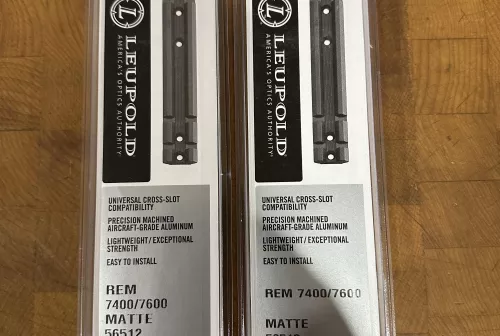 L
LEUPOLD
AMERICA'S OPTICS AUTHORITY
UNIVERSAL CROSS-SLOT
COMPATIBILITY
PRECISION MACHINED
AIRCRAFT-GRADE ALUMINUM
LIGHTWEIGHT/EXCEPTIONAL
STRENGTH
EASY TO INSTALL
REM
7400/7600
MATTE
56512
L
LEUPOLD
AMERICA'S OPTICS AUTHORITY
UNIVERSAL CROSS-SLOT
COMPATIBILITY
PRECISION MACHINED
AIRCRAFT-GRADE ALUMINUM
LIGHTWEIGHT/EXCEPTIONAL
STRENGTH
EASY TO INSTALL
REM 7400/7600
MATTE